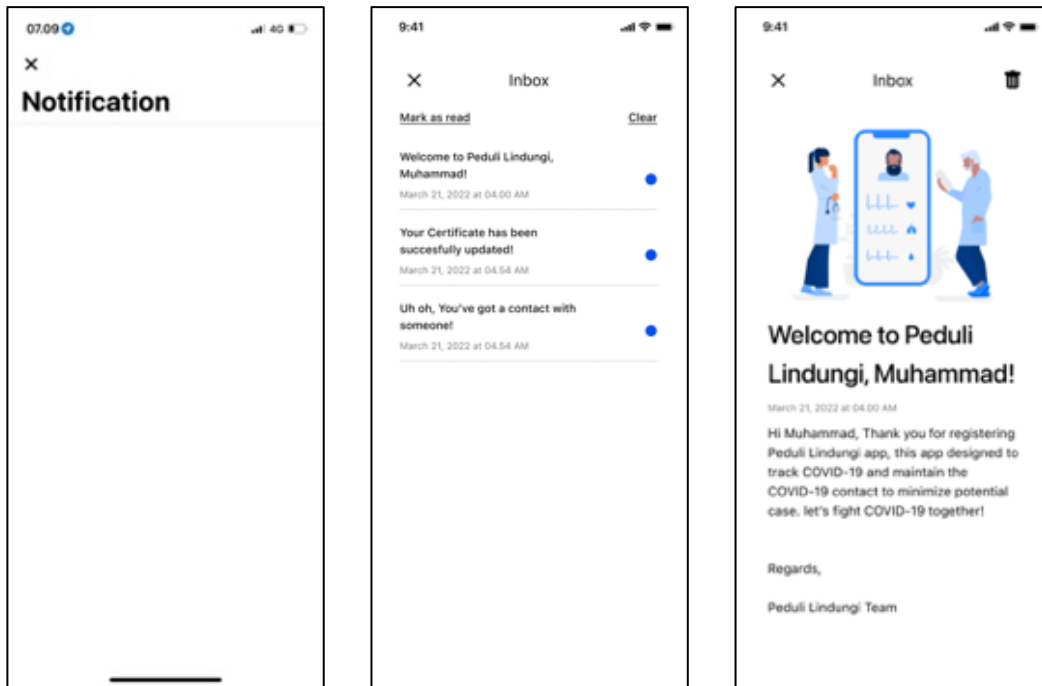 07.09
4G
Notification
9:41
Inbox
Mark as read
Clear
Welcome to Peduli Lindungi,
Muhammad!
March 21, 2022 at 04.00 AM
Your Certificate has been
succesfully updated!
March 21, 2022 at 04.54 AM
Uh oh, You've got a contact with
someone!
March 21, 2022 at 04.54 AM
9:41
Inbox
Welcome to Peduli
Lindungi, Muhammad!
March 21, 2022 at 04.00 AM
Hi Muhammad, Thank you for registering
Peduli Lindungi app, this app designed to
track COVID-19 and maintain the
COVID-19 contact to minimize potential
case. let's fight COVID-19 together!
Regards,
Peduli Lindungi Team